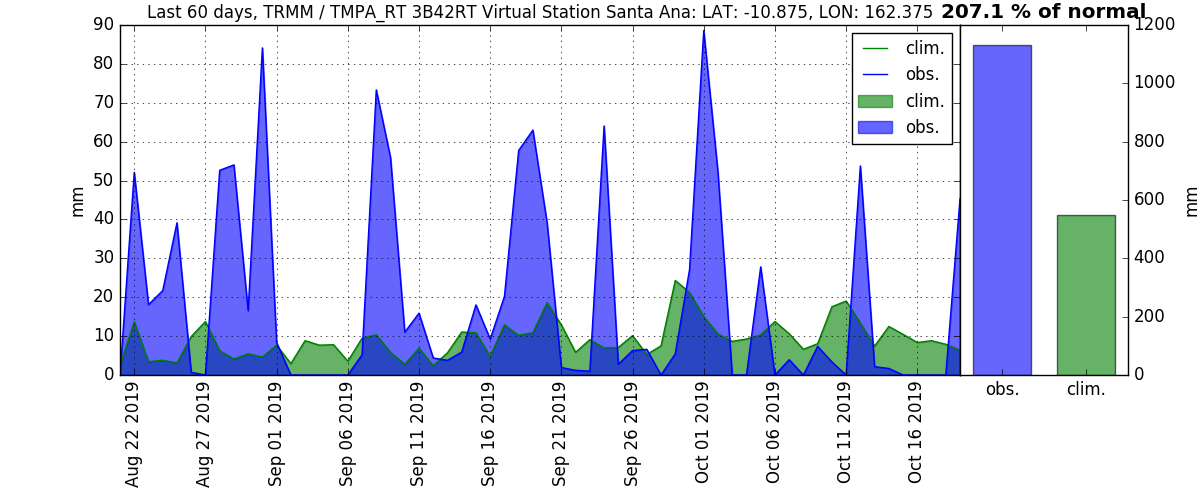 Last 60 days, TRMM / TMPA_RT 3B42RT Virtual Station Santa Ana: LAT: -10.875, LON: 162.375 207.1 % of normal
90
80
70
60
50
40
30
20
10
0
mm
clim.
obs.
clim.
obs.
1200
1000
800
600
400
200
0
mm
Aug 22 2019
Aug 27 2019
Sep 01 2019
Sep 06 2019
Sep 11 2019
Sep 16 2019
Sep 21 2019
Sep 26 2019
Oct 01 2019
Oct 06 2019
Oct 11 2019
Oct 16 2019
obs.
clim.